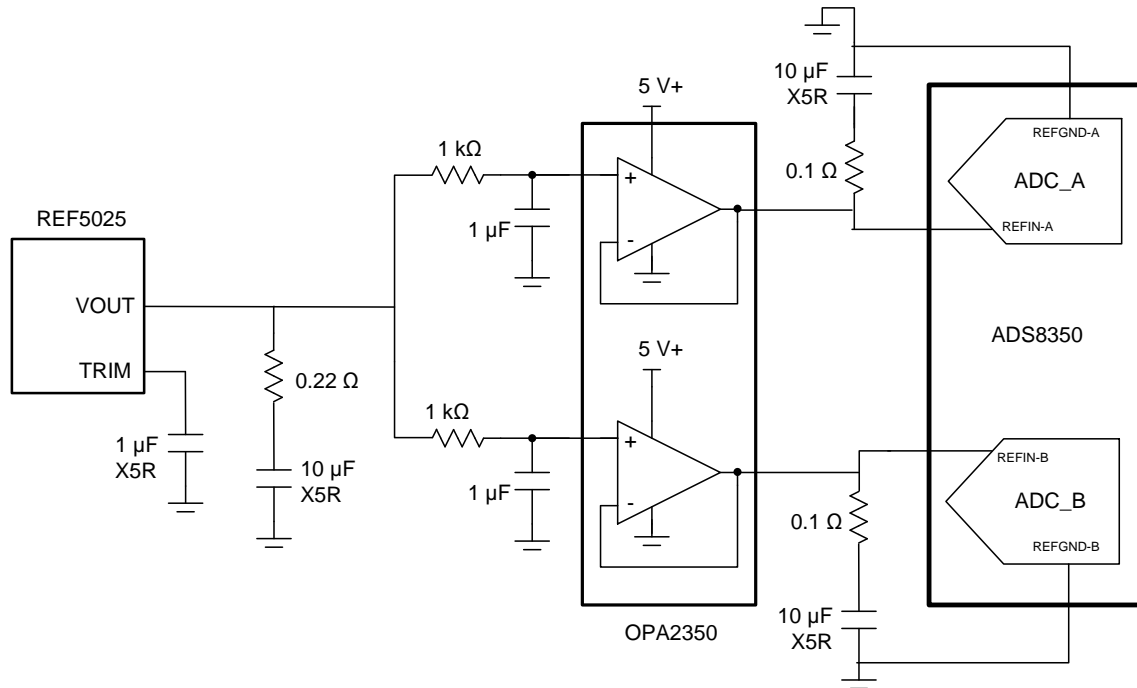 10 µF
X5R
5 V+
REFGND-A
1 kΩ
0.1 Ω
ADC_A
+
REF5025
1 µF
-
REFIN-A
VOUT
ADS8350
TRIM
5 V+
0.22 Ω
1 kΩ
1 µF
X5R
10 µF
X5R
+
REFIN-B
1 µF
-
0.1 Ω
ADC_B
REFGND-B
10 µF
X5R
OPA2350